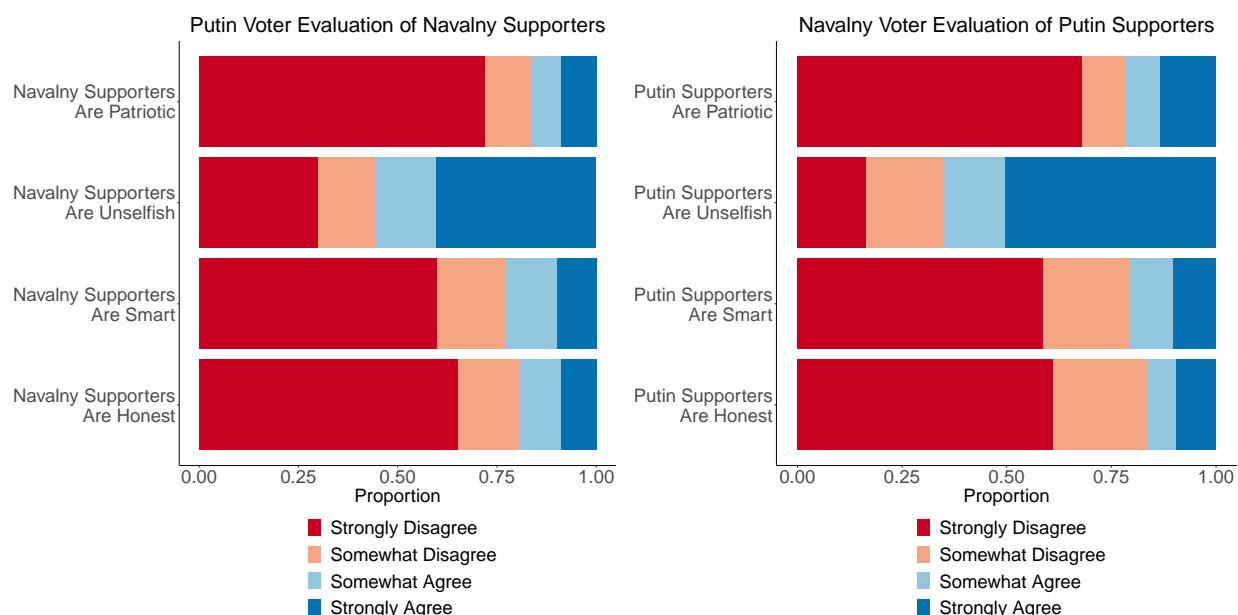 Putin Voter Evaluation of Navalny Supporters
Navalny Supporters
Are Patriotic
Navalny Supporters
Are Unselfish
Navalny Supporters
Are Smart
Navalny Supporters
Are Honest
0.00 0.25 0.50 0.75 1.00
Proportion
Strongly Disagree
Somewhat Disagree
Somewhat Agree
Strongly Agree
Navalny Voter Evaluation of Putin Supporters
Putin Supporters
Are Patriotic
Putin Supporters
Are Unselfish
Putin Supporters
Are Smart
Putin Supporters
Are Honest
0.00 0.25 0.50 0.75 1.00
Proportion
Strongly Disagree
Somewhat Disagree
Somewhat Agree
Strongly Agree